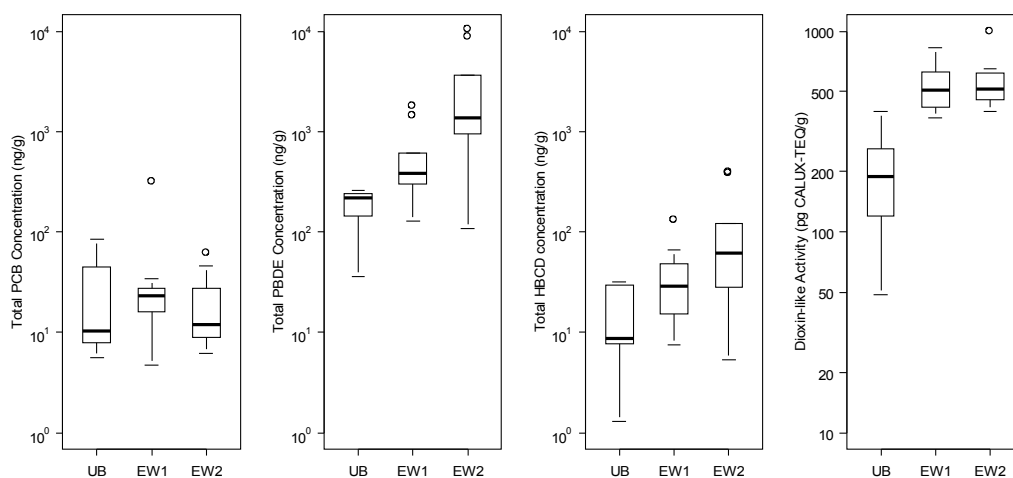 Total PCB Concentration (ng/g)
10⁴
10³
10²
10¹
10⁰
UB EW1 EW2
Total PBDE Concentration (ng/g)
10⁴
10³
10²
10¹
10⁰
UB EW1 EW2
Total HBCD concentration (ng/g)
10⁴
10³
10²
10¹
10⁰
UB EW1 EW2
Dioxin-like Activity (pg CALUX-TEQ/g)
1000
500
200
100
50
20
10
UB EW1 EW2